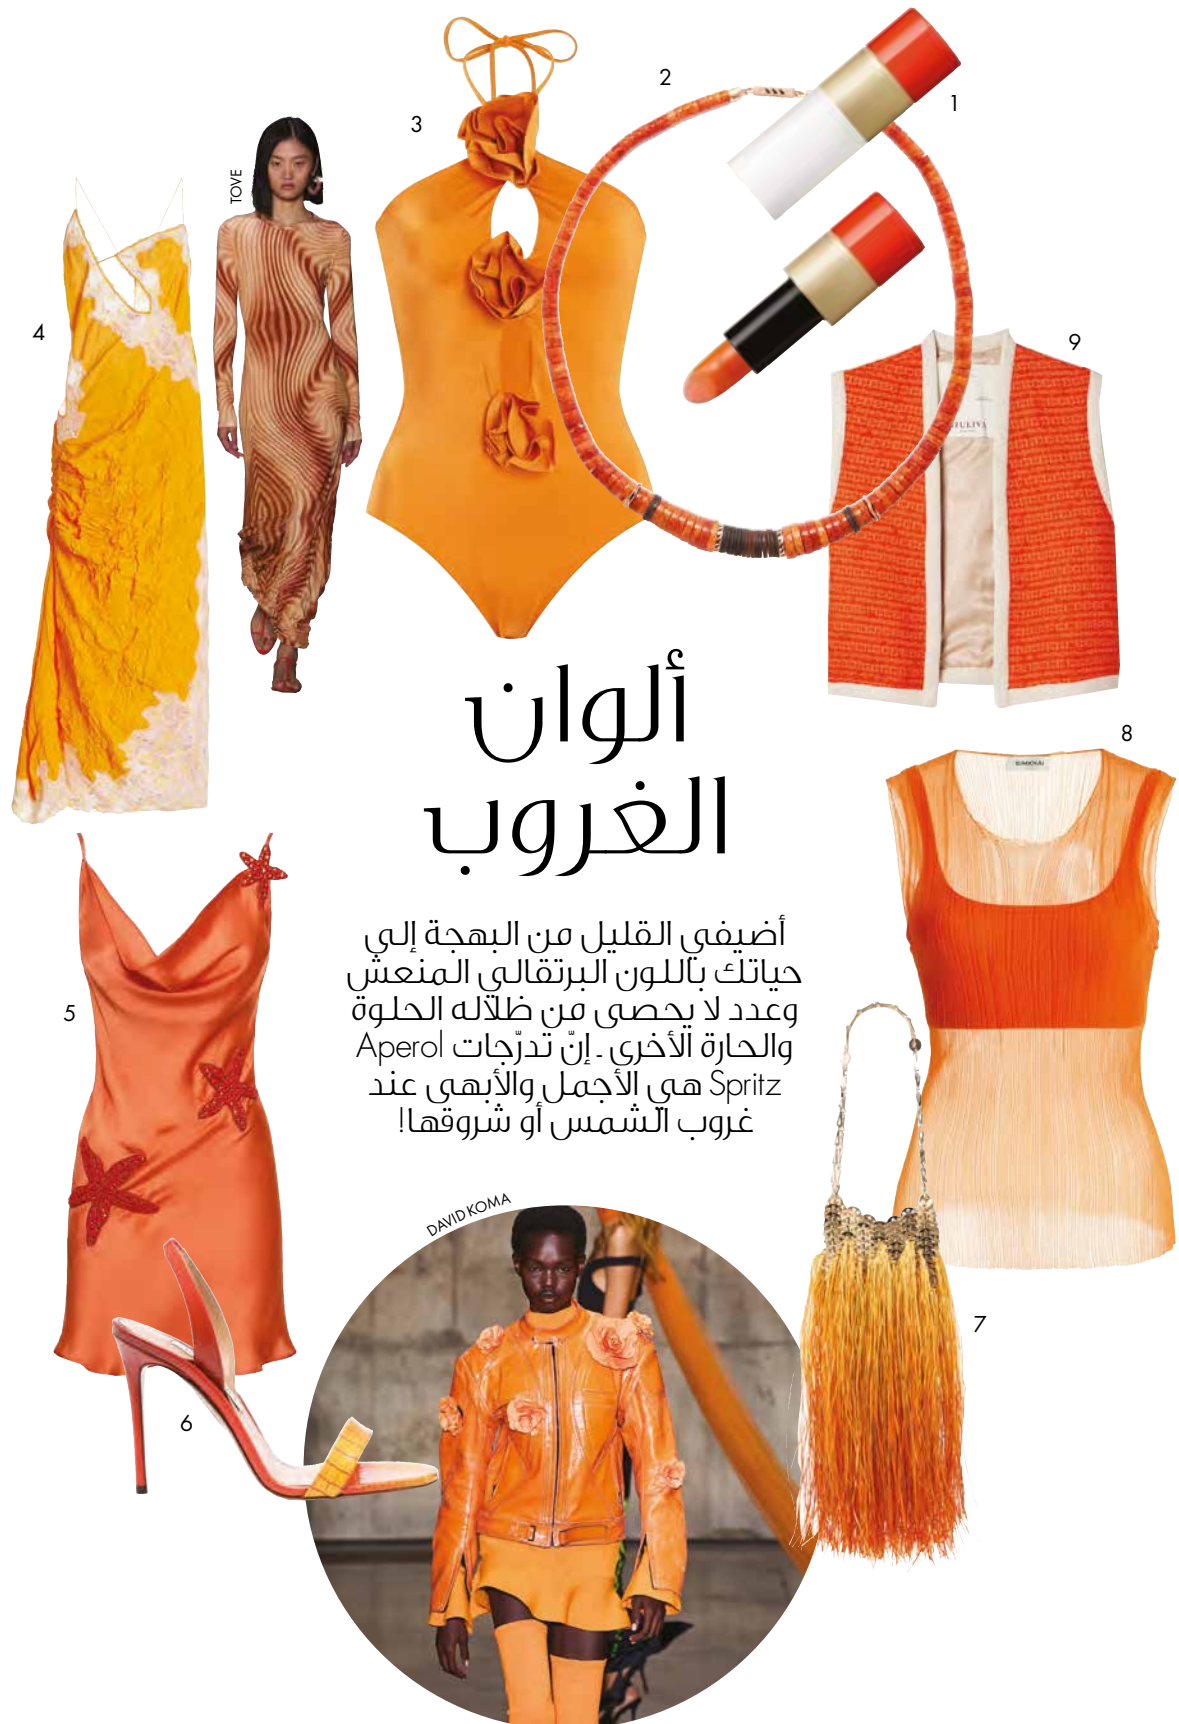 1
2
3
TOVE
4
9
8
ألوان
الغروب
أضيفي القليل من البهجة إلى
حياتك باللون البرتقالي المنعش
وعدد لا يحصى من ظلاله الحلوة
والحارة الأخرى. إنّ تدرّجات Aperol
Spritz هي الأجمل والأبهى عند
غروب الشمس أو شروقها!
5
DAVID KOMA
7
6